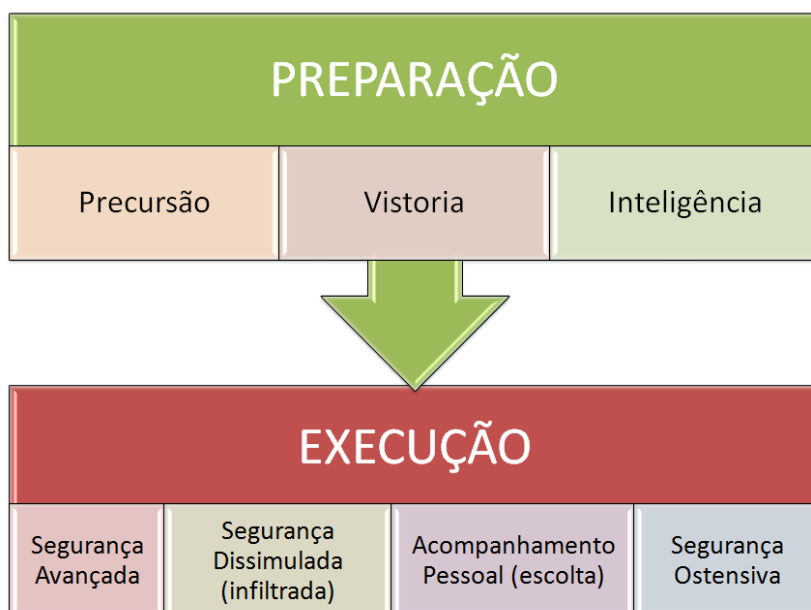 PREPARAÇÃO
Precursão
Vistoria
Inteligência
EXECUÇÃO
Segurança
Avançada
Segurança
Dissimulada
(infiltrada)
Acompanhamento
Pessoal (escolta)
Segurança
Ostensiva